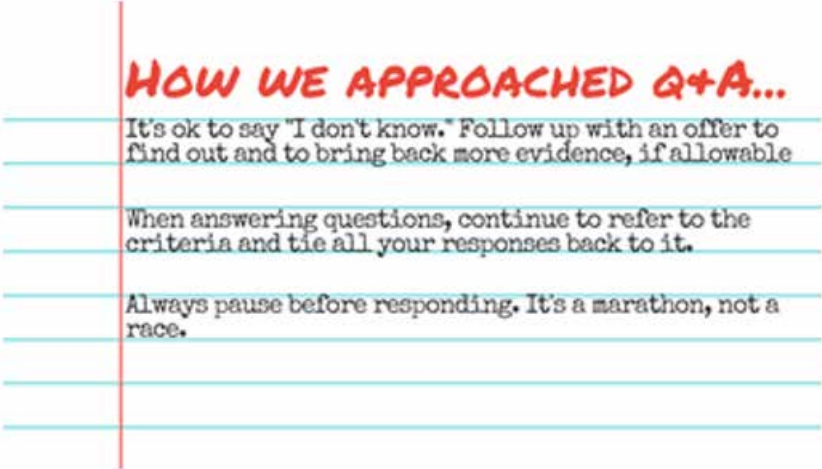 How we approached Q&A...
It's ok to say "I don't know." Follow up with an offer to
find out and to bring back more evidence, if allowable
When answering questions, continue to refer to the
criteria and tie all your responses back to it.
Always pause before responding. It's a marathon, not a
race.